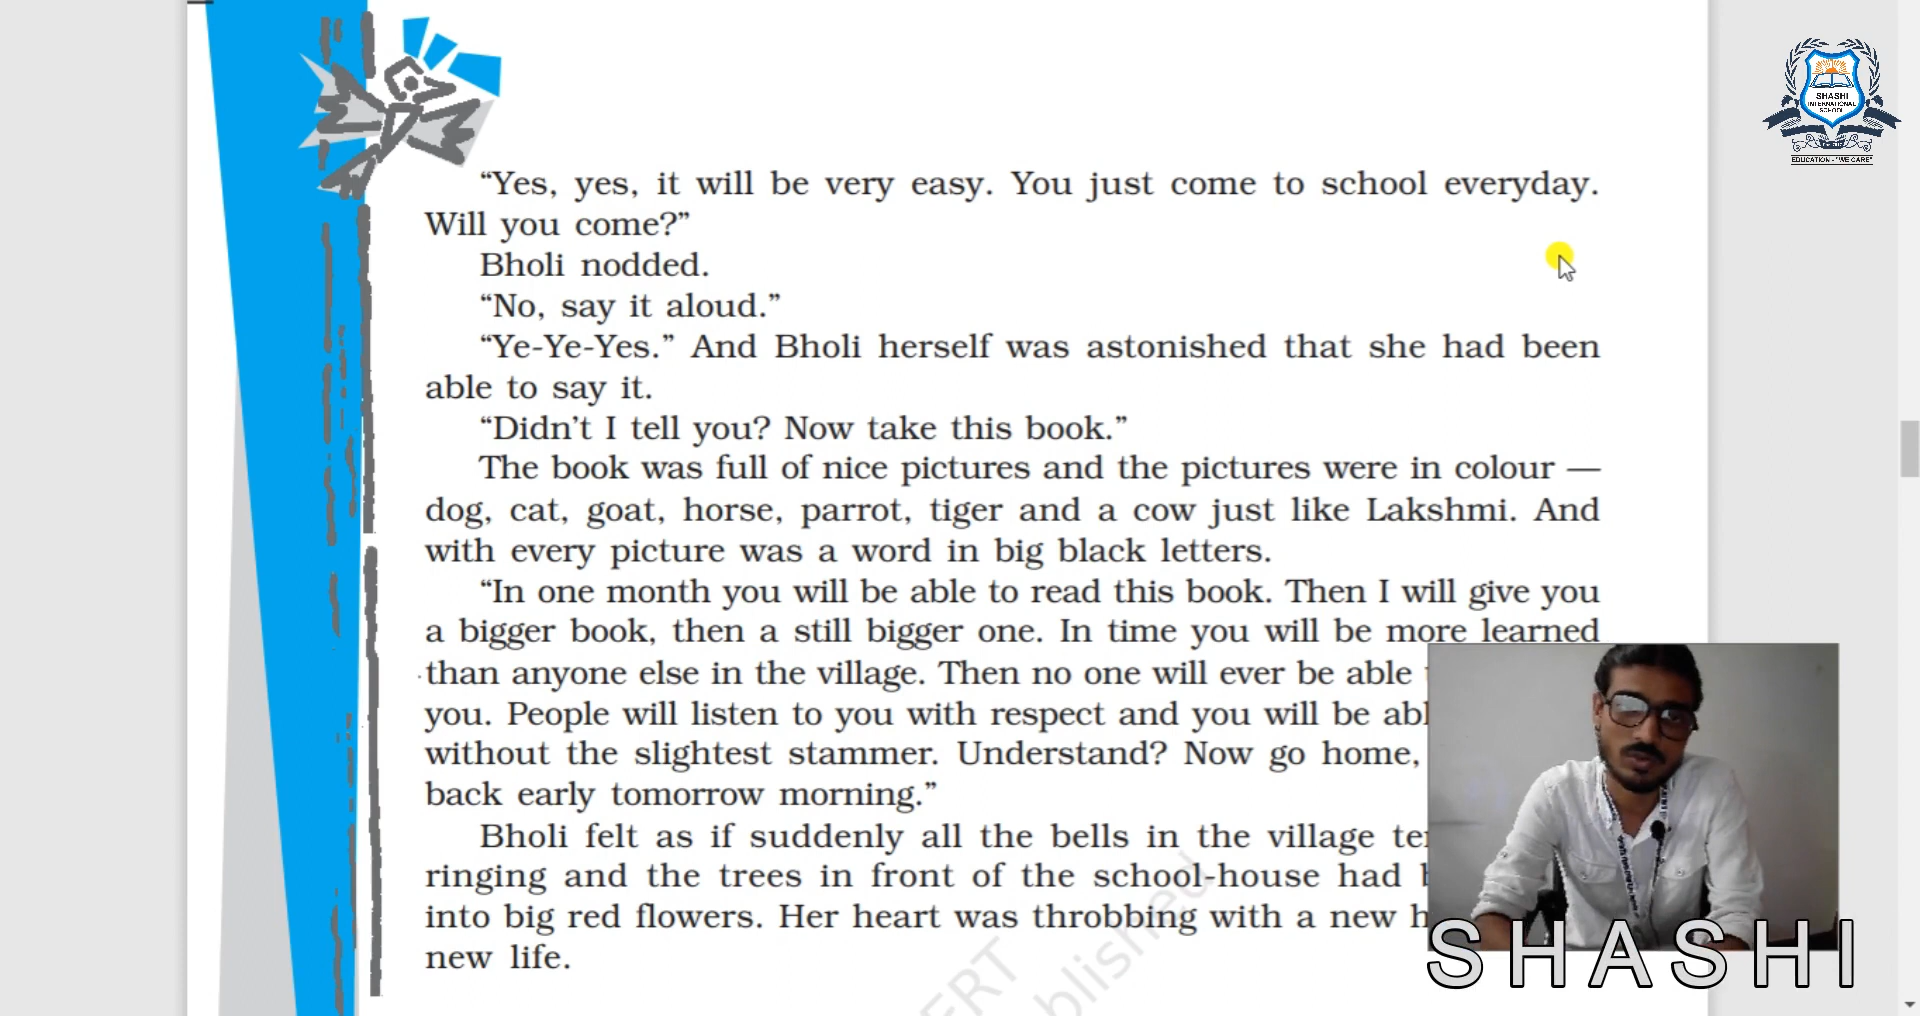 “Yes, yes, it will be very easy. You just come to school everyday.
Will you come?”
Bholi nodded.
“No, say it aloud.”
“Ye-Ye-Yes.” And Bholi herself was astonished that she had been
able to say it.
“Didn’t I tell you? Now take this book.”
The book was full of nice pictures and the pictures were in colour —
dog, cat, goat, horse, parrot, tiger and a cow just like Lakshmi. And
with every picture was a word in big black letters.
“In one month you will be able to read this book. Then I will give you
a bigger book, then a still bigger one. In time you will be more learned
than anyone else in the village. Then no one will ever be able
you. People will listen to you with respect and you will be
without the slightest stammer. Understand? Now go home,
back early tomorrow morning.”
Bholi felt as if suddenly all the bells in the village
ringing and the trees in front of the school-house had
into big red flowers. Her heart was throbbing with a new
new life.
SHASHI
INTERNATIONAL
SCHOOL
EDUCATION - "WE CARE"
SHASHI